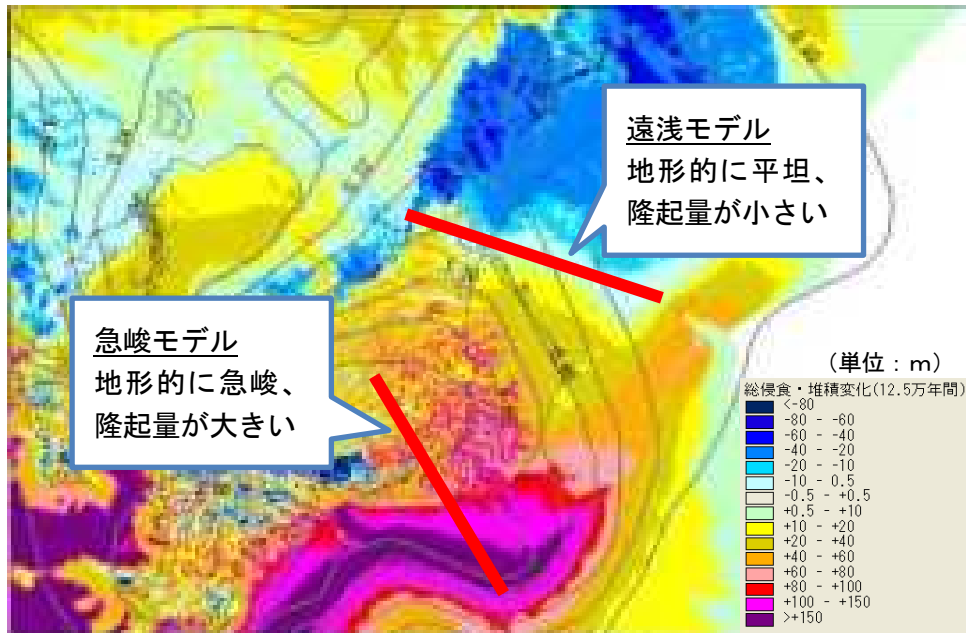 遠浅モデル
地形的に平坦、
隆起量が小さい
急峻モデル
地形的に急峻、
隆起量が大きい
(単位：m)
総侵食・堆積変化(12.5万年間)
<-80
-80 - -60
-60 - -40
-40 - -20
-20 - -10
-10 - 0.5
-0.5 - +0.5
+0.5 - +10
+10 - +20
+20 - +40
+40 - +60
+60 - +80
+80 - +100
+100 - +150
>+150